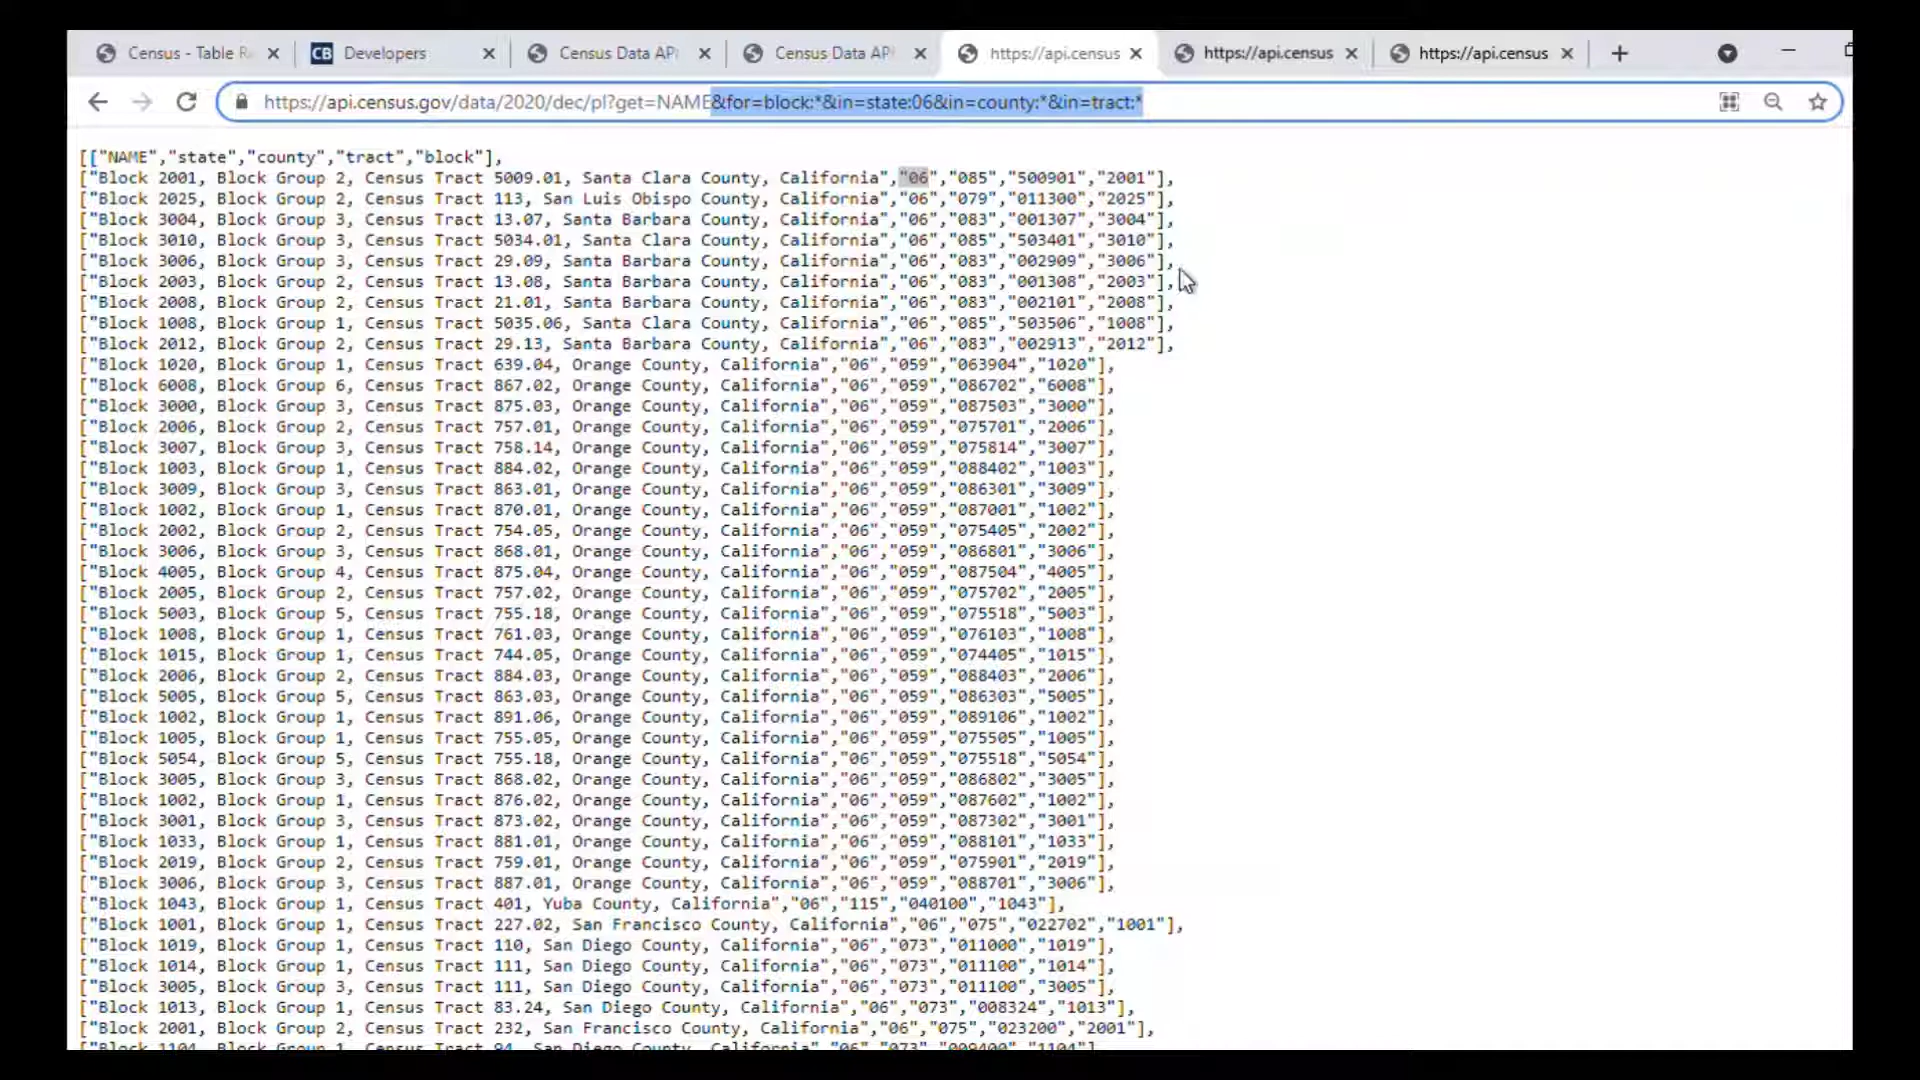 Census - Table R
Developers
Census Data AP
Census Data AP
https://api.census
https://api.census
https://api.census
https://api.census.gov/data/2020/dec/pl?get=NAME&for=block:*&in=state:06&in=county:*&in=tract:*
[["NAME","state","county","tract","block"],
["Block 2001, Block Group 2, Census Tract 5009.01, Santa Clara County, California","06","085","500901","2001"],
["Block 2025, Block Group 2, Census Tract 113, San Luis Obispo County, California","06","079","011300","2025"],
["Block 3004, Block Group 3, Census Tract 13.07, Santa Barbara County, California","06","083","001307","3004"],
["Block 3010, Block Group 3, Census Tract 5034.01, Santa Clara County, California","06","085","503401","3010"],
["Block 3006, Block Group 3, Census Tract 29.09, Santa Barbara County, California","06","083","002909","3006"],
["Block 2003, Block Group 2, Census Tract 13.08, Santa Barbara County, California","06","083","001308","2003"],
["Block 2008, Block Group 2, Census Tract 21.01, Santa Barbara County, California","06","083","002101","2008"],
["Block 1008, Block Group 1, Census Tract 5035.06, Santa Clara County, California","06","085","503506","1008"],
["Block 2012, Block Group 2, Census Tract 29.13, Santa Barbara County, California","06","083","002913","2012"],
["Block 1020, Block Group 1, Census Tract 639.04, Orange County, California","06","059","063904","1020"],
["Block 6008, Block Group 6, Census Tract 867.02, Orange County, California","06","059","086702","6008"],
["Block 3000, Block Group 3, Census Tract 875.03, Orange County, California","06","059","087503","3000"],
["Block 2006, Block Group 2, Census Tract 757.01, Orange County, California","06","059","075701","2006"],
["Block 3007, Block Group 3, Census Tract 758.14, Orange County, California","06","059","075814","3007"],
["Block 1003, Block Group 1, Census Tract 884.02, Orange County, California","06","059","088402","1003"],
["Block 3009, Block Group 3, Census Tract 863.01, Orange County, California","06","059","086301","3009"],
["Block 1002, Block Group 1, Census Tract 870.01, Orange County, California","06","059","087001","1002"],
["Block 2002, Block Group 2, Census Tract 754.05, Orange County, California","06","059","075405","2002"],
["Block 3006, Block Group 3, Census Tract 868.01, Orange County, California","06","059","086801","3006"],
["Block 4005, Block Group 4, Census Tract 875.04, Orange County, California","06","059","087504","4005"],
["Block 2005, Block Group 2, Census Tract 757.02, Orange County, California","06","059","075702","2005"],
["Block 5003, Block Group 5, Census Tract 755.18, Orange County, California","06","059","075518","5003"],
["Block 1008, Block Group 1, Census Tract 761.03, Orange County, California","06","059","076103","1008"],
["Block 1015, Block Group 1, Census Tract 744.05, Orange County, California","06","059","074405","1015"],
["Block 2006, Block Group 2, Census Tract 884.03, Orange County, California","06","059","088403","2006"],
["Block 5005, Block Group 5, Census Tract 863.03, Orange County, California","06","059","086303","5005"],
["Block 1002, Block Group 1, Census Tract 891.06, Orange County, California","06","059","089106","1002"],
["Block 1005, Block Group 1, Census Tract 755.05, Orange County, California","06","059","075505","1005"],
["Block 5054, Block Group 5, Census Tract 755.18, Orange County, California","06","059","075518","5054"],
["Block 3005, Block Group 3, Census Tract 868.02, Orange County, California","06","059","086802","3005"],
["Block 1002, Block Group 1, Census Tract 876.02, Orange County, California","06","059","087602","1002"],
["Block 3001, Block Group 3, Census Tract 873.02, Orange County, California","06","059","087302","3001"],
["Block 1033, Block Group 1, Census Tract 881.01, Orange County, California","06","059","088101","1033"],
["Block 2019, Block Group 2, Census Tract 759.01, Orange County, California","06","059","075901","2019"],
["Block 3006, Block Group 3, Census Tract 887.01, Orange County, California","06","059","088701","3006"],
["Block 1043, Block Group 1, Census Tract 401, Yuba County, California","06","115","040100","1043"],
["Block 1001, Block Group 1, Census Tract 227.02, San Francisco County, California","06","075","022702","1001"],
["Block 1019, Block Group 1, Census Tract 110, San Diego County, California","06","073","011000","1019"],
["Block 1014, Block Group 1, Census Tract 111, San Diego County, California","06","073","011100","1014"],
["Block 3005, Block Group 3, Census Tract 111, San Diego County, California","06","073","011100","3005"],
["Block 1013, Block Group 1, Census Tract 83.24, San Diego County, California","06","073","008324","1013"],
["Block 2001, Block Group 2, Census Tract 232, San Francisco County, California","06","075","023200","2001"],
["Block 1104, Block Group 1, Census Tract 94, San Diego County, California","06","073","009400","1104"]